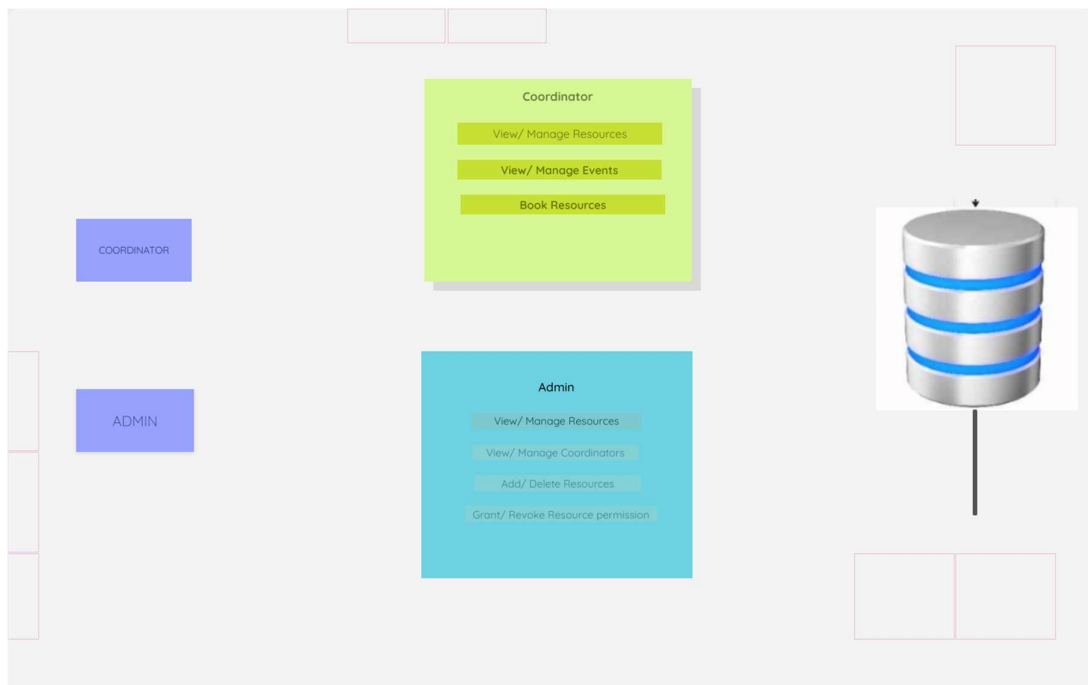 Coordinator
View/ Manage Resources
View/ Manage Events
Book Resources
COORDINATOR
ADMIN
Admin
View/ Manage Resources
View/ Manage Coordinators
Add/ Delete Resources
Grant/ Revoke Resource permission